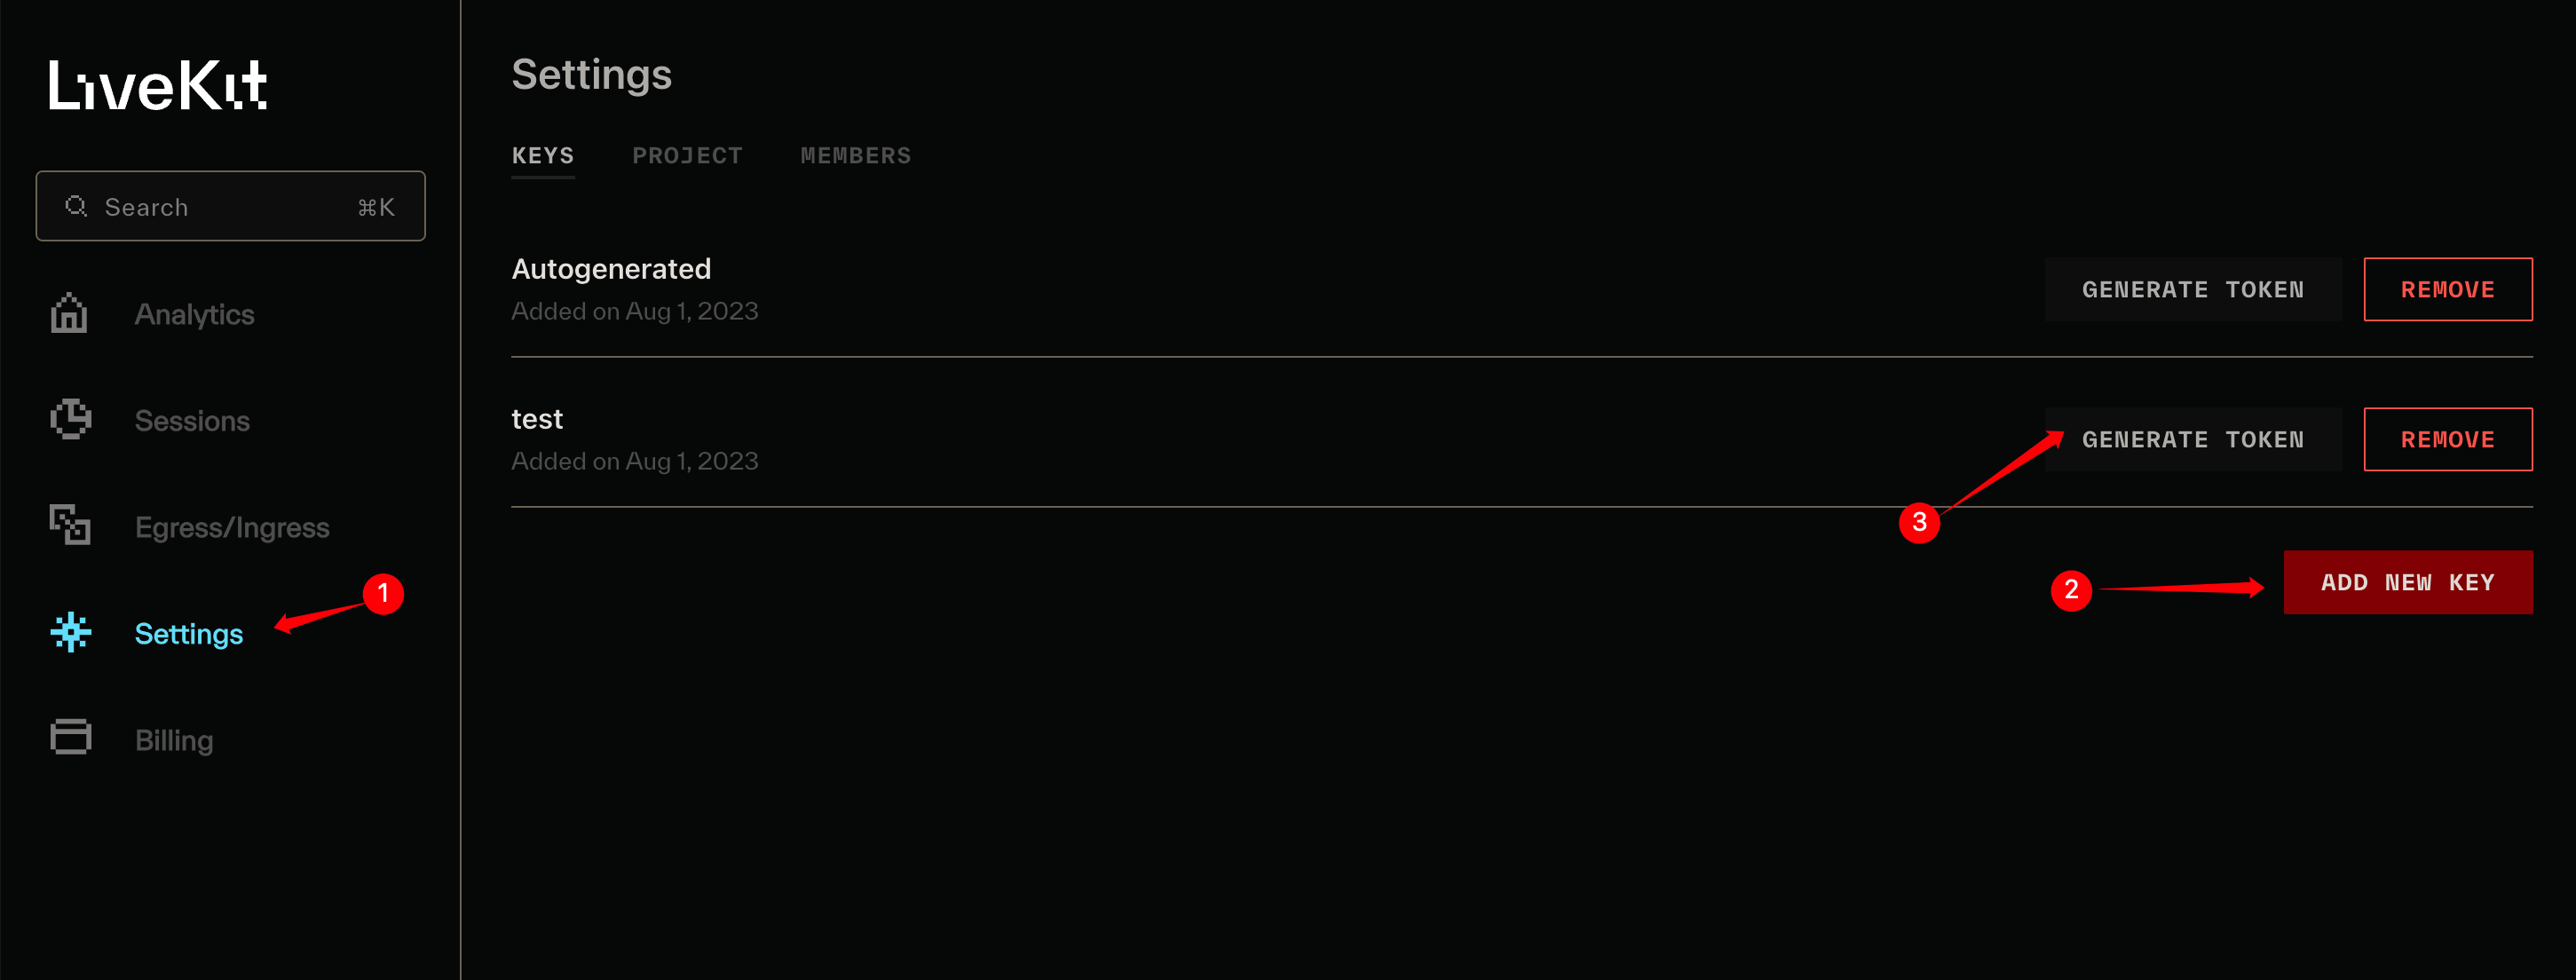 LiveKit
Search ⌘K
Analytics
Sessions
Egress/Ingress
1
Settings
Billing
Settings
KEYS PROJECT MEMBERS
Autogenerated
Added on Aug 1, 2023
GENERATE TOKEN REMOVE
test
Added on Aug 1, 2023
GENERATE TOKEN REMOVE
3
2 ADD NEW KEY